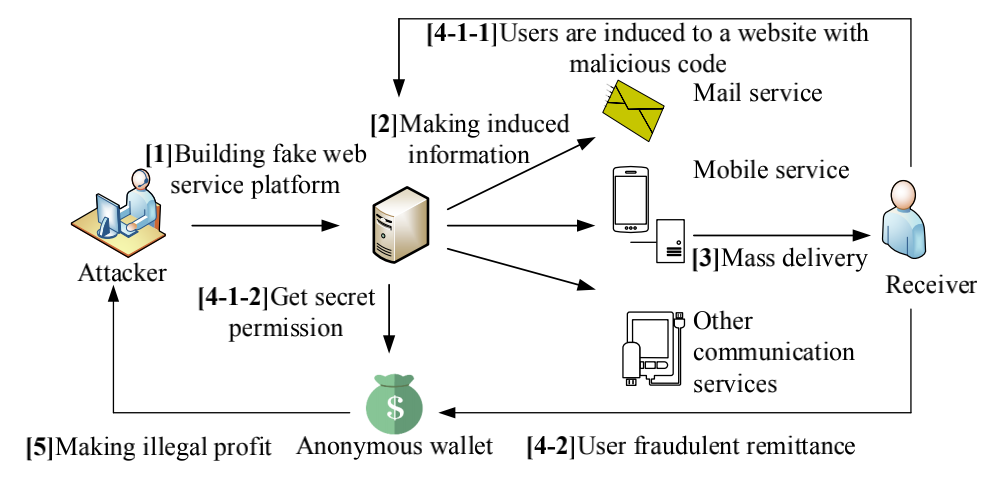 [4-1-1]Users are induced to a website with
malicious code
Mail service
[2]Making induced
information
[1]Building fake web
service platform
Mobile service
[3]Mass delivery
Attacker
Receiver
[4-1-2]Get secret
permission
Other
communication
services
$
[5]Making illegal profit
Anonymous wallet
[4-2]User fraudulent remittance